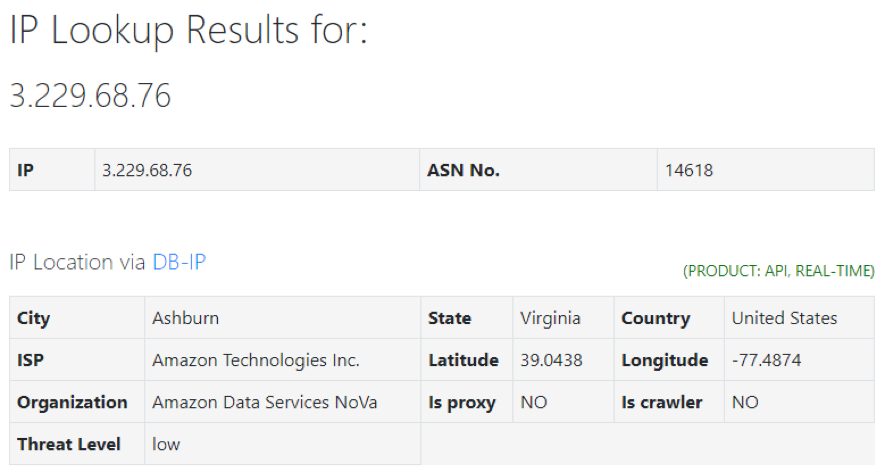 IP Lookup Results for:
3.229.68.76
IP 3.229.68.76 ASN No. 14618
IP Location via DB-IP
(PRODUCT: API, REAL-TIME)
City Ashburn State Virginia Country United States
ISP Amazon Technologies Inc. Latitude 39.0438 Longitude -77.4874
Organization Amazon Data Services NoVa Is proxy NO Is crawler NO
Threat Level low